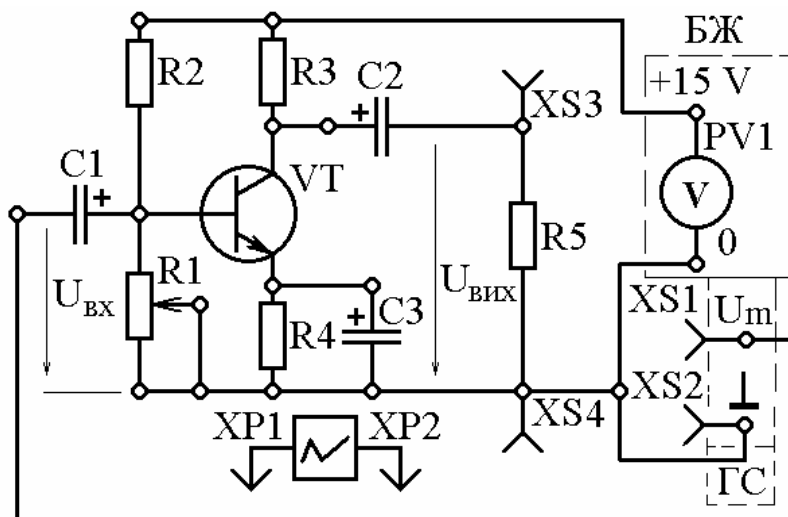 БЖ
R2
R3
C2
+
XS3
+15 V
PV1
C1
+
VT
V
Uвх
R1
R5
0
Uвих
XS1
Um
R4
+
C3
XS2
XP1
XP2
XS4
ГС